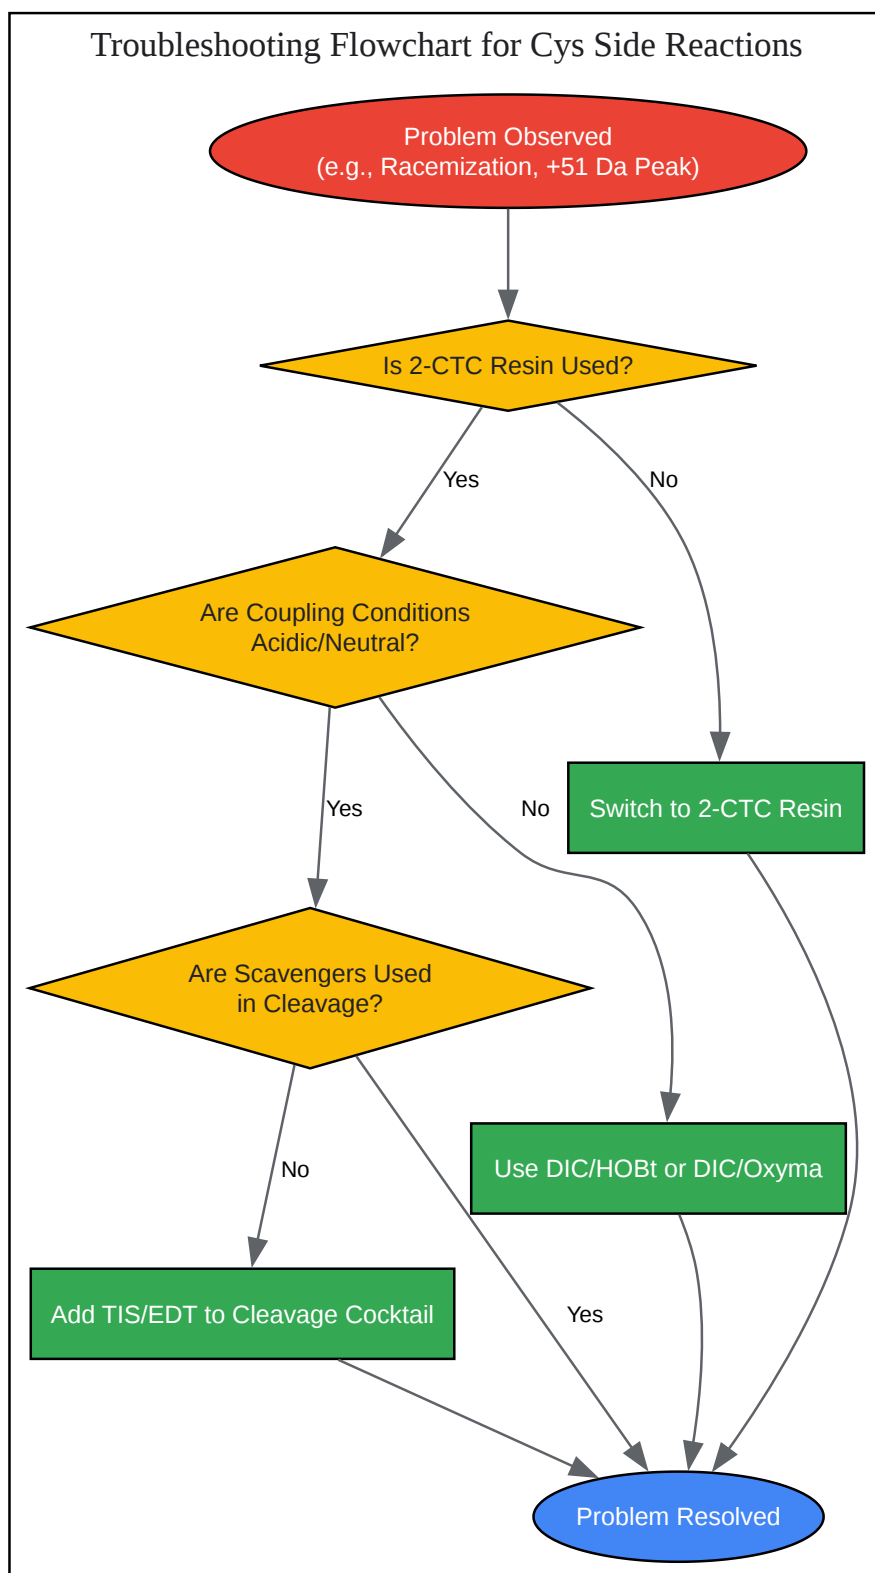 Troubleshooting Flowchart for Cys Side Reactions
Problem Observed
(e.g., Racemization, +51 Da Peak)
Is 2-CTC Resin Used?
Yes
No
Are Coupling Conditions
Acidic/Neutral?
Yes
No
Switch to 2-CTC Resin
Are Scavengers Used
in Cleavage?
No
Use DIC/HOBt or DIC/Oxyma
Add TIS/EDT to Cleavage Cocktail
Yes
Problem Resolved